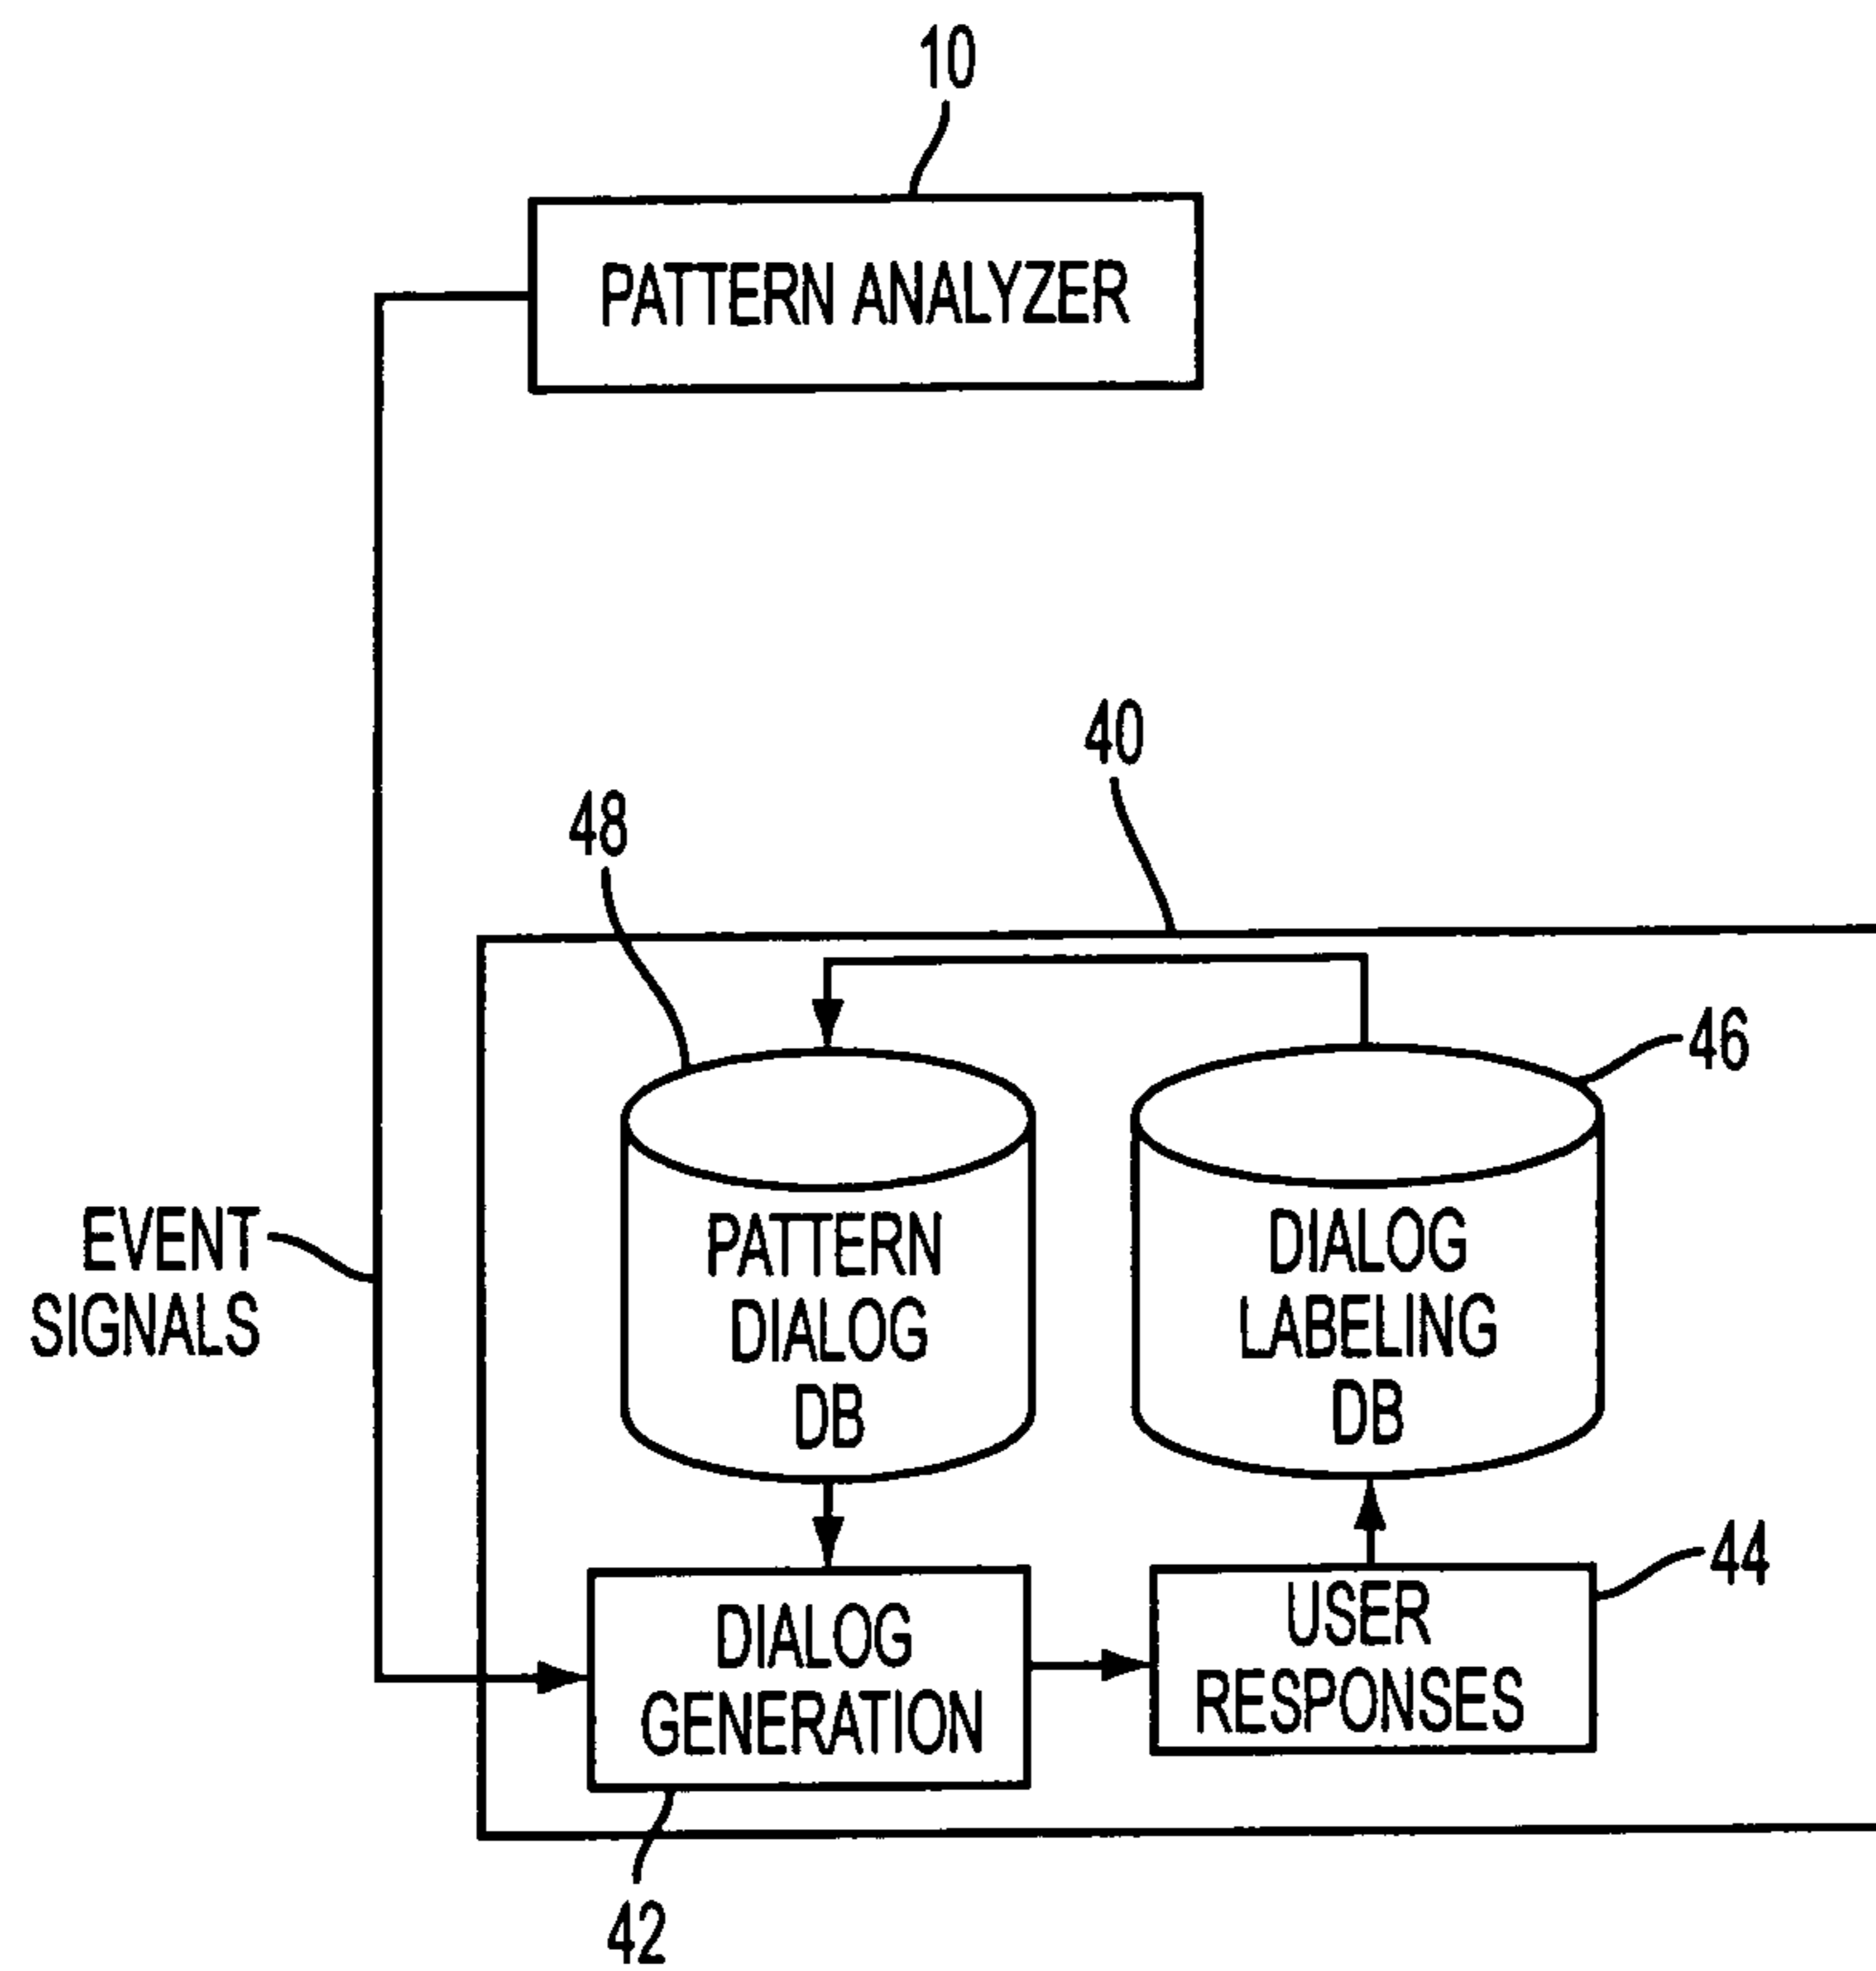 10
PATTERN ANALYZER
40
48
46
EVENT
SIGNALS
PATTERN
DIALOG
DB
DIALOG
LABELING
DB
44
DIALOG
GENERATION
USER
RESPONSES
42